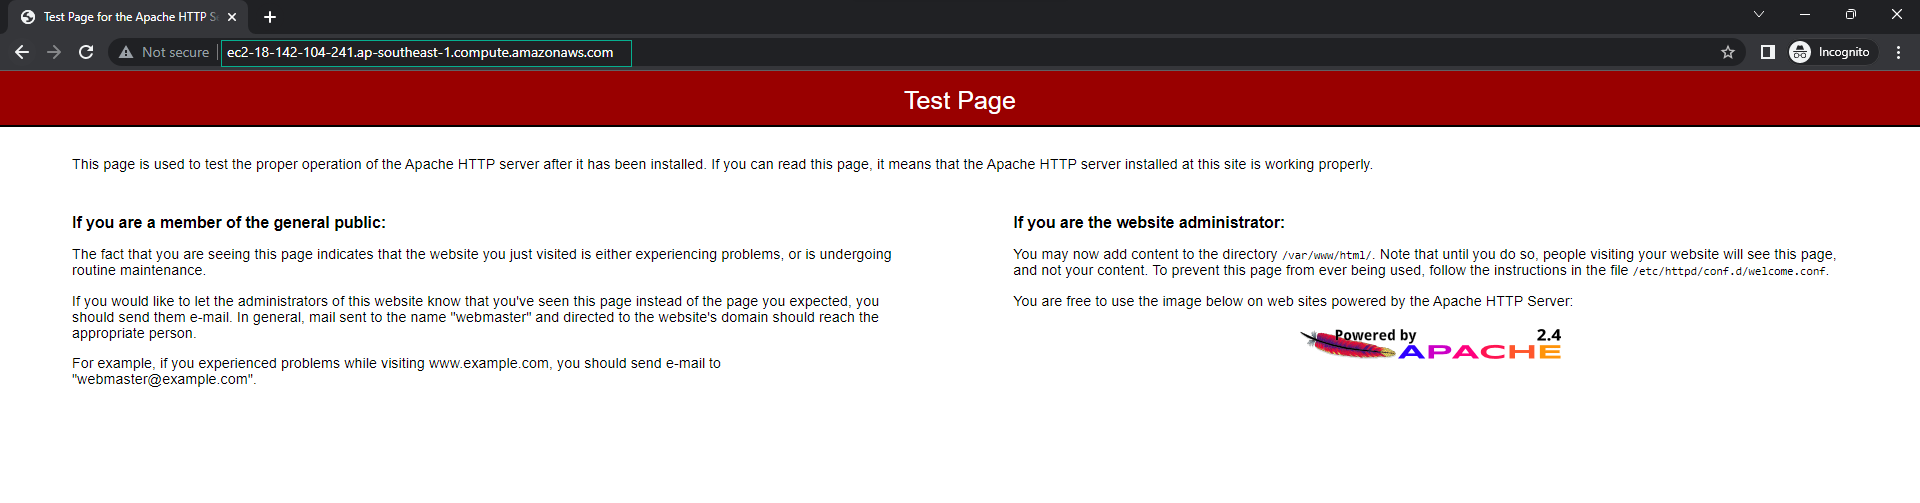 Test Page for the Apache HTTP S
Not secure
ec2-18-142-104-241.ap-southeast-1.compute.amazonaws.com
Incognito
Test Page
This page is used to test the proper operation of the Apache HTTP server after it has been installed. If you can read this page, it means that the Apache HTTP server installed at this site is working properly.
If you are a member of the general public:
The fact that you are seeing this page indicates that the website you just visited is either experiencing problems, or is undergoing
routine maintenance.
If you would like to let the administrators of this website know that you've seen this page instead of the page you expected, you
should send them e-mail. In general, mail sent to the name "webmaster" and directed to the website's domain should reach the
appropriate person.
For example, if you experienced problems while visiting www.example.com, you should send e-mail to
"webmaster@example.com".
If you are the website administrator:
You may now add content to the directory /var/www/html/. Note that until you do so, people visiting your website will see this page,
and not your content. To prevent this page from ever being used, follow the instructions in the file /etc/httpd/conf.d/welcome.conf.
You are free to use the image below on web sites powered by the Apache HTTP Server:
Powered by 2.4
APACHE